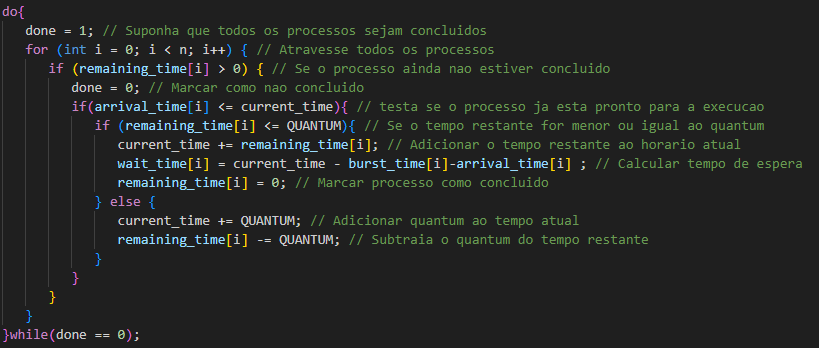 do{
done = 1; // Suponha que todos os processos sejam concluidos
for (int i = 0; i < n; i++) { // Atravesse todos os processos
if (remaining_time[i] > 0) { // Se o processo ainda nao estiver concluido
done = 0; // Marcar como nao concluido
if(arrival_time[i] <= current_time){ // testa se o processo ja esta pronto para a execucao
if (remaining_time[i] <= QUANTUM){ // Se o tempo restante for menor ou igual ao quantum
current_time += remaining_time[i]; // Adicionar o tempo restante ao horario atual
wait_time[i] = current_time - burst_time[i]-arrival_time[i] ; // Calcular tempo de espera
remaining_time[i] = 0; // Marcar processo como concluido
} else {
current_time += QUANTUM; // Adicionar quantum ao tempo atual
remaining_time[i] -= QUANTUM; // Subtraia o quantum do tempo restante
}
}
}
}
}while(done == 0);